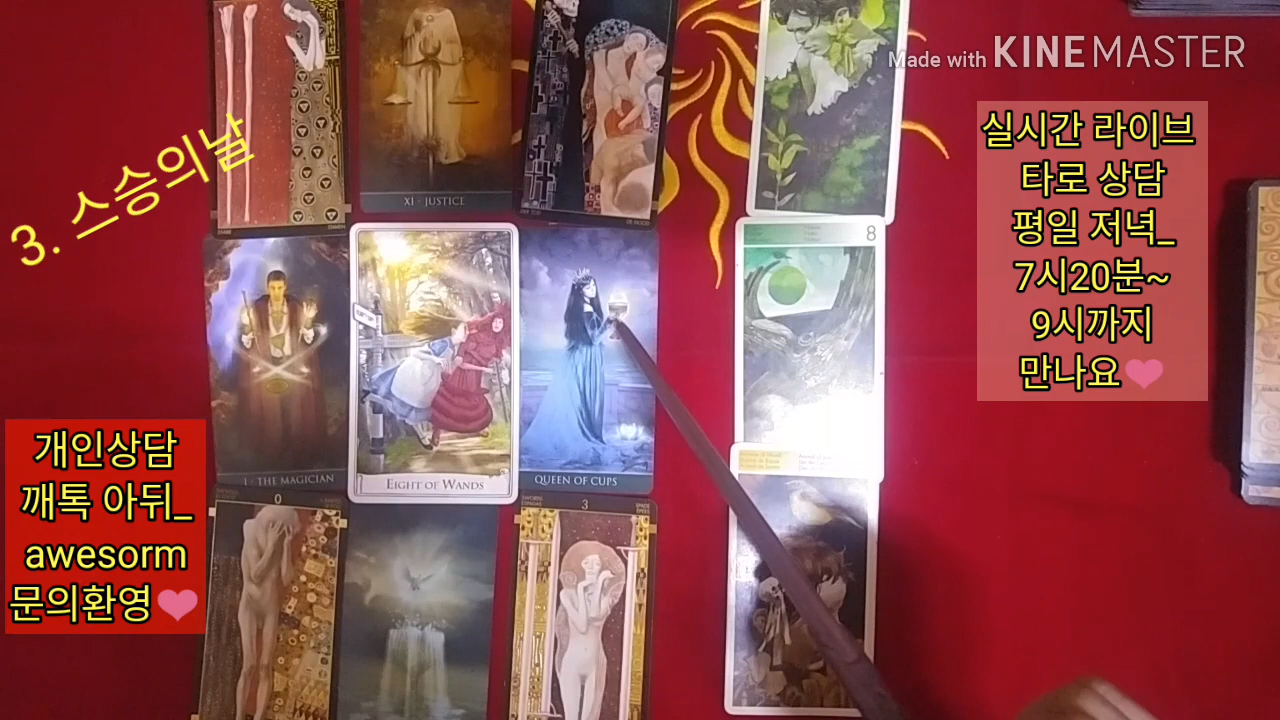 Made with KINEMASTER
3. 스승의날
실시간 라이브
타로 상담
평일 저녁_
7시20분~
9시까지
만나요
개인상담
깨톡 아뒤_
awesorm
문의환영
XI · JUSTICE
I · THE MAGICIAN
EIGHT OF WANDS
QUEEN OF CUPS
8
0
3